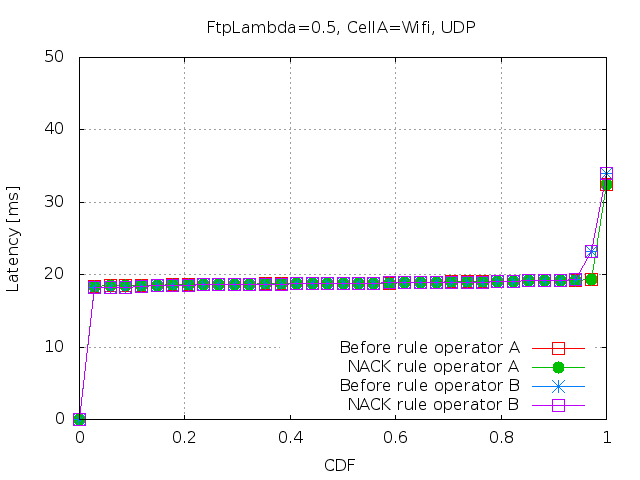 FtpLambda=0.5, CellA=Wifi, UDP
50
40
30
20
10
0
Latency [ms]
Before rule operator A
NACK rule operator A
Before rule operator B
NACK rule operator B
0 0.2 0.4 0.6 0.8 1
CDF